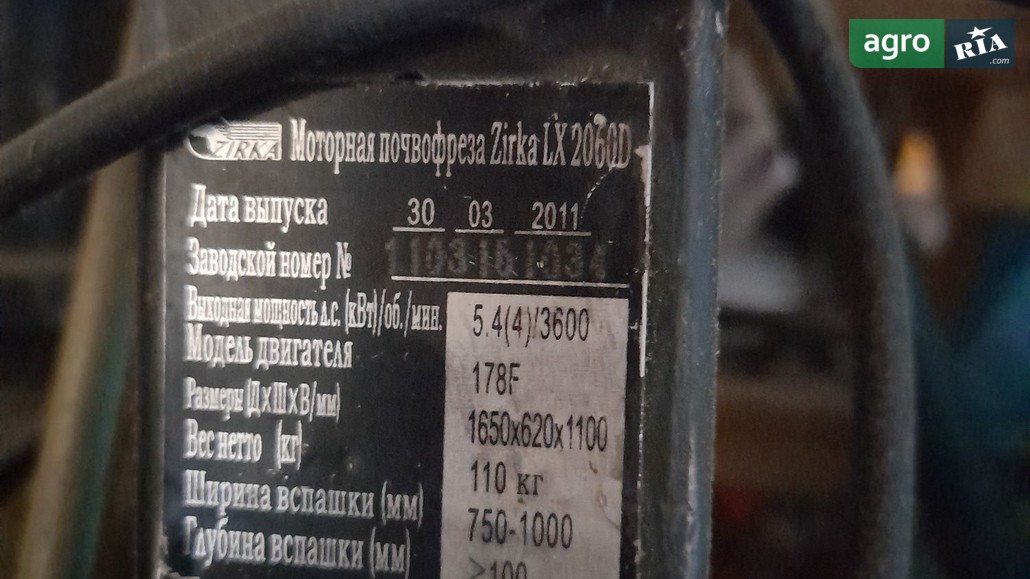 agro RIA .com
ZIRKA Моторная почвофреза Zirka LX 2060D
Дата выпуска 30 03 2011
Заводской номер №
Выходная мощность л.с. (кВт)/об./мин. 5.4(4)/3600
Модель двигателя 178F
Размеры (ДхШхВ/мм) 1650x620x1100
Вес нетто (кг) 110 кг
Ширина вспашки (мм) 750-1000
Глубина вспашки (мм) >100